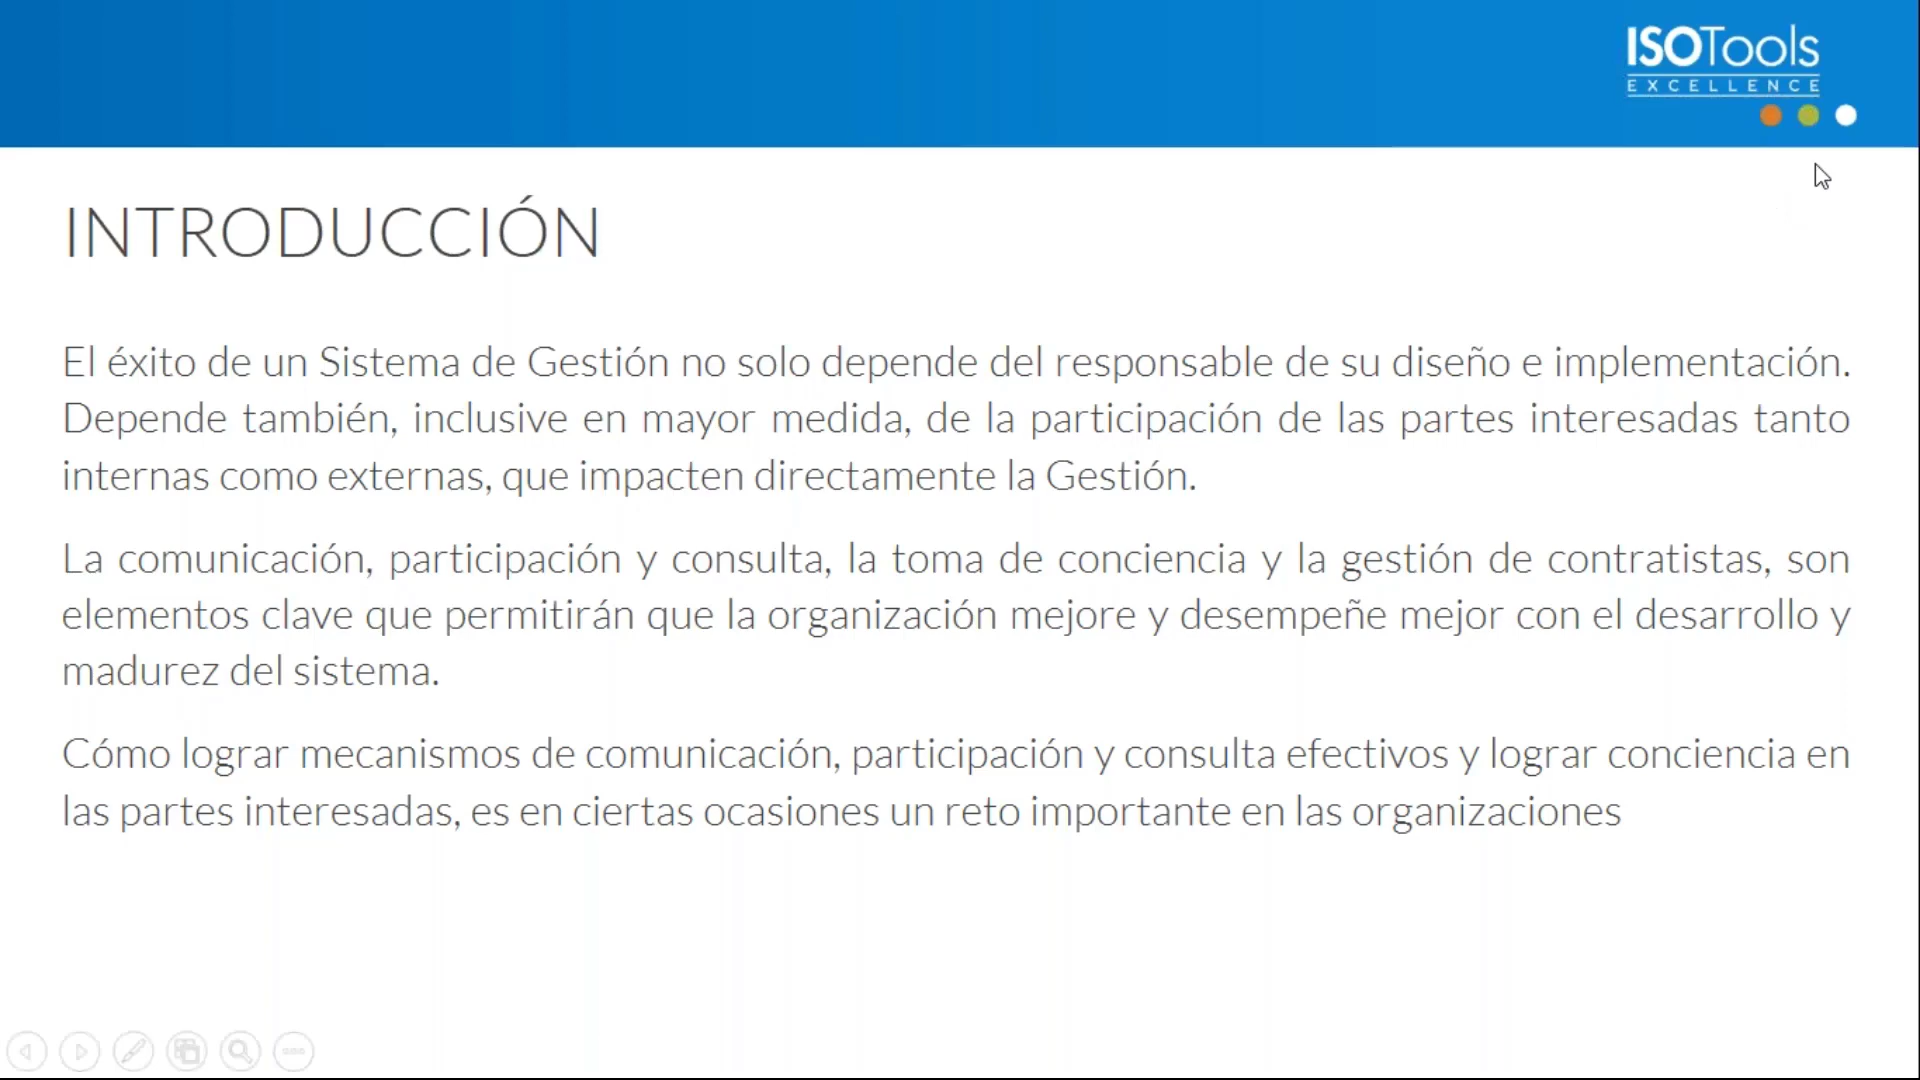 ISOTools
EXCELLENCE
INTRODUCCIÓN
El éxito de un Sistema de Gestión no solo depende del responsable de su diseño e implementación.
Depende también, inclusive en mayor medida, de la participación de las partes interesadas tanto
internas como externas, que impacten directamente la Gestión.
La comunicación, participación y consulta, la toma de conciencia y la gestión de contratistas, son
elementos clave que permitirán que la organización mejore y desempeñe mejor con el desarrollo y
madurez del sistema.
Cómo lograr mecanismos de comunicación, participación y consulta efectivos y lograr conciencia en
las partes interesadas, es en ciertas ocasiones un reto importante en las organizaciones